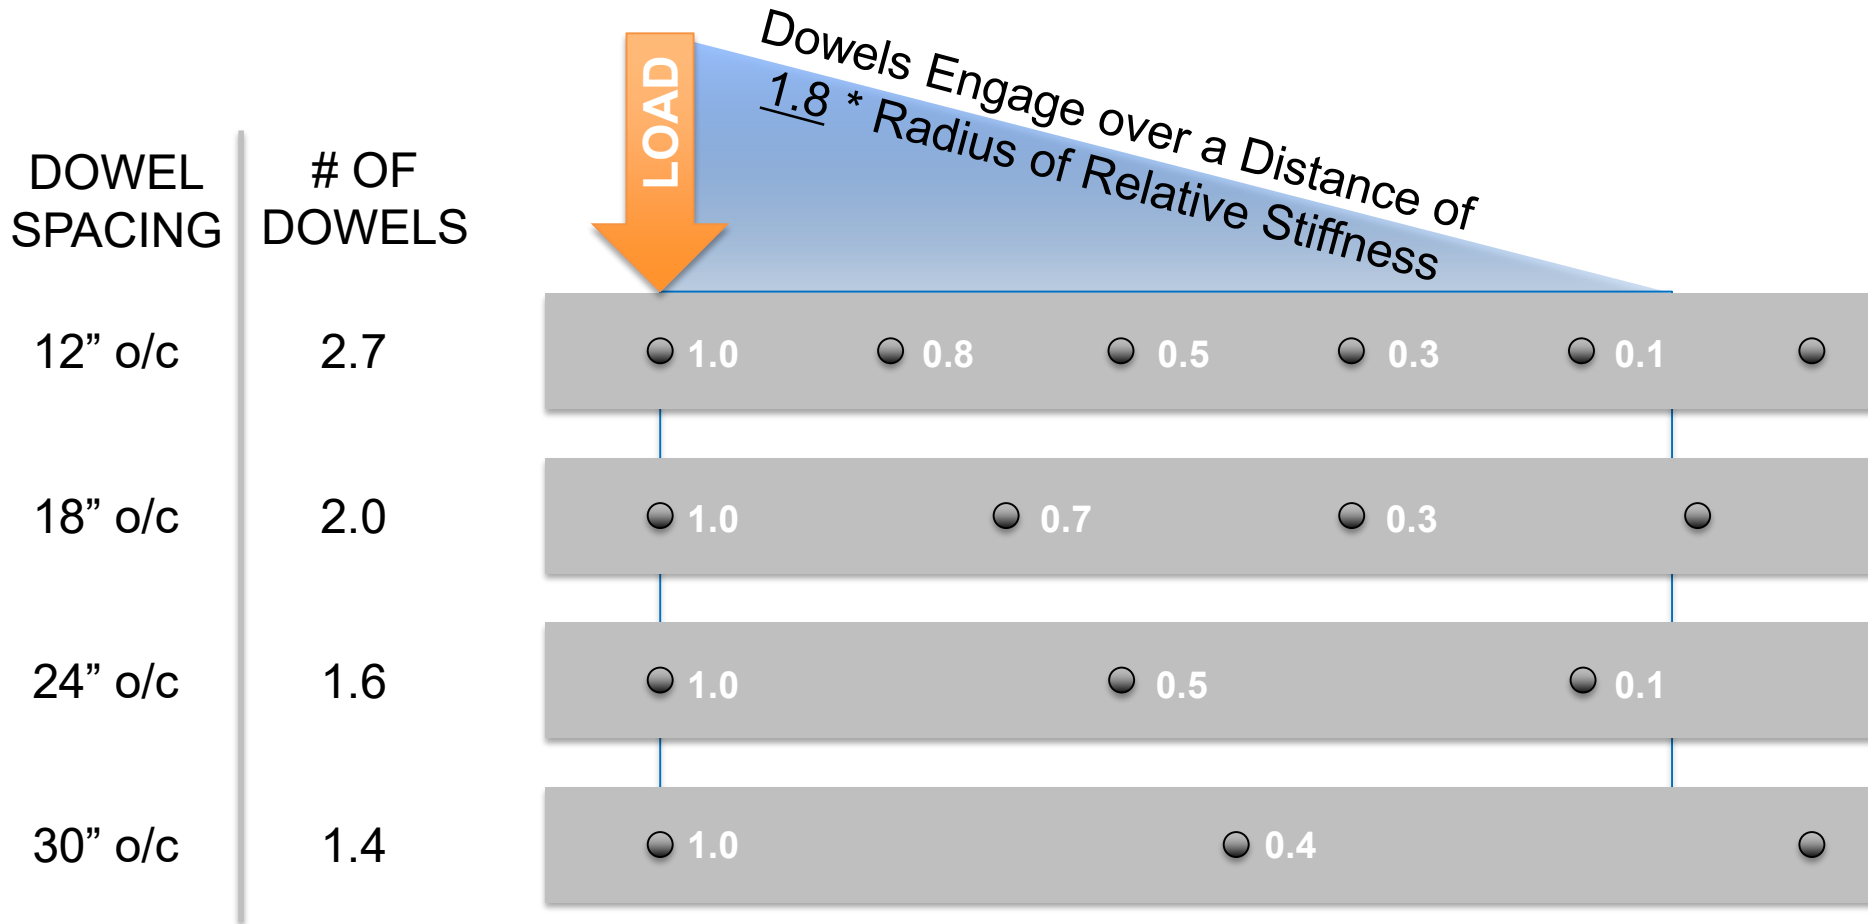 LOAD
Dowels Engage over a Distance of
1.8 * Radius of Relative Stiffness
DOWEL
SPACING
# OF
DOWELS
12” o/c 2.7 1.0 0.8 0.5 0.3 0.1
18” o/c 2.0 1.0 0.7 0.3
24” o/c 1.6 1.0 0.5 0.1
30” o/c 1.4 1.0 0.4